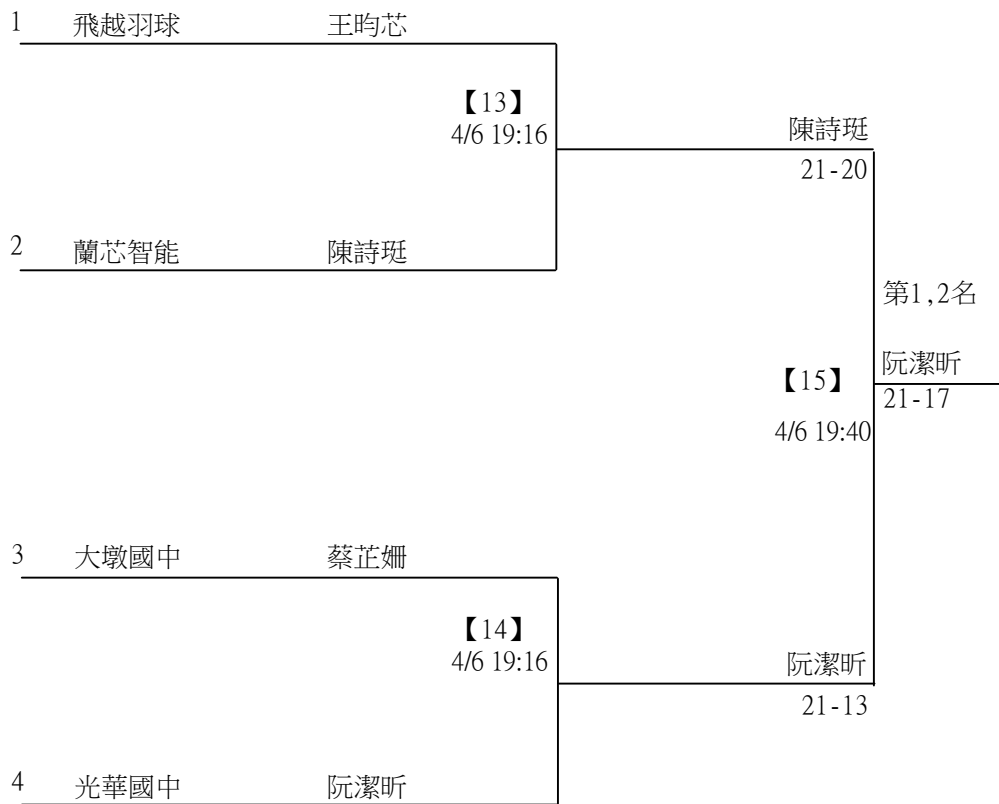 1 飛越羽球 王昀芯
【13】
4/6 19:16
陳詩珽
21-20
2 蘭芯智能 陳詩珽
第1,2名
阮潔昕
【15】
21-17
4/6 19:40
3 大墩國中 蔡芷姍
【14】
4/6 19:16
阮潔昕
21-13
4 光華國中 阮潔昕